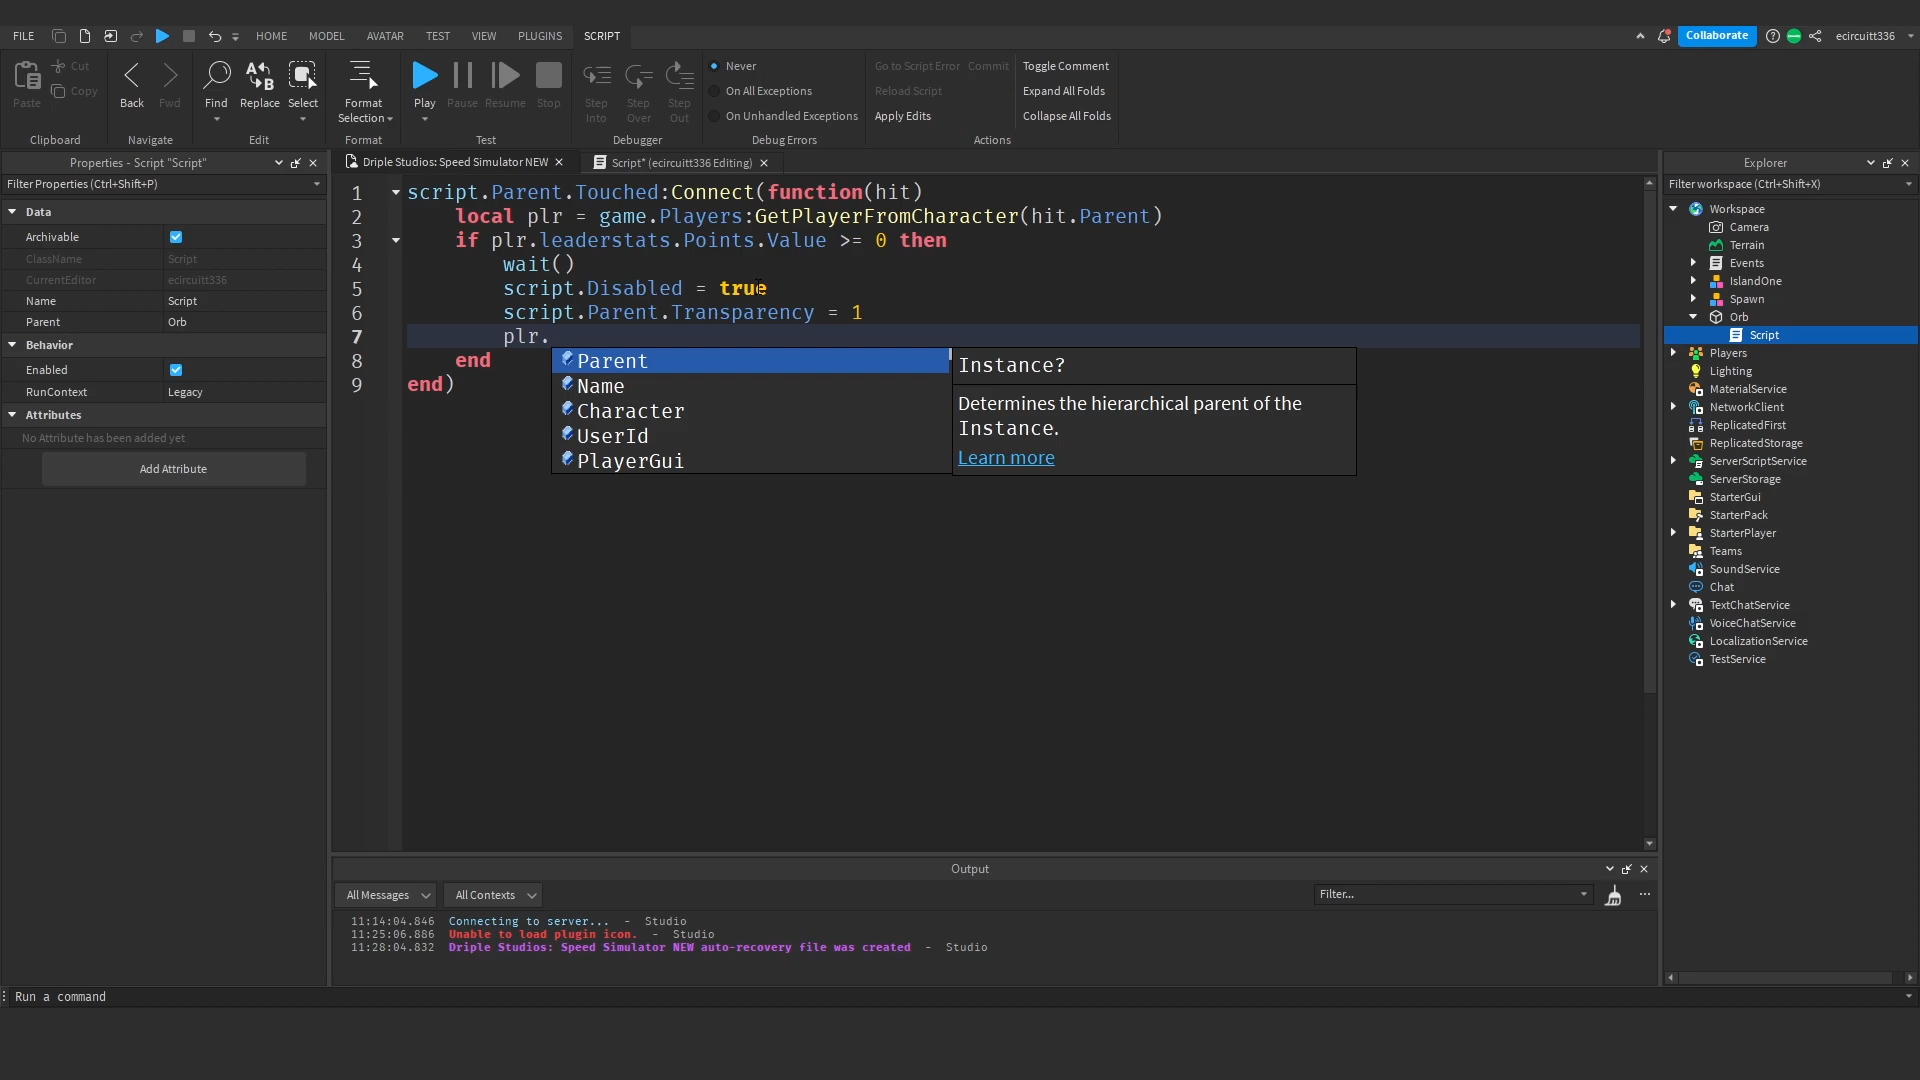 FILE HOME MODEL AVATAR TEST VIEW PLUGINS SCRIPT Collaborate ecircuitt336
Paste Cut Copy Back Fwd Find Replace Select Format Selection Play Pause Resume Stop Step Into Step Over Step Out
Never Go to Script Error Commit Toggle Comment
On All Exceptions Reload Script Expand All Folds
On Unhandled Exceptions Apply Edits Collapse All Folds
Clipboard Navigate Edit Format Test Debugger Debug Errors Actions
Properties - Script "Script"
Filter Properties (Ctrl+Shift+P)
Data
Archivable
ClassName Script
CurrentEditor ecircuitt336
Name Script
Parent Orb
Behavior
Enabled
RunContext Legacy
Attributes
No Attribute has been added yet
Add Attribute
Driple Studios: Speed Simulator NEW Script* (ecircuitt336 Editing)
1 script.Parent.Touched:Connect(function(hit)
2 local plr = game.Players:GetPlayerFromCharacter(hit.Parent)
3 if plr.leaderstats.Points.Value >= 0 then
4 wait()
5 script.Disabled = true
6 script.Parent.Transparency = 1
7 plr.
8 end
9 end)
Parent
Name
Character
UserId
PlayerGui
Instance?
Determines the hierarchical parent of the
Instance.
Learn more
Output
All Messages All Contexts Filter...
11:14:04.846 Connecting to server... - Studio
11:25:06.886 Unable to load plugin icon. - Studio
11:28:04.832 Driple Studios: Speed Simulator NEW auto-recovery file was created - Studio
Run a command
Explorer
Filter workspace (Ctrl+Shift+X)
Workspace
Camera
Terrain
Events
IslandOne
Spawn
Orb
Script
Players
Lighting
MaterialService
NetworkClient
ReplicatedFirst
ReplicatedStorage
ServerScriptService
ServerStorage
StarterGui
StarterPack
StarterPlayer
Teams
SoundService
Chat
TextChatService
VoiceChatService
LocalizationService
TestService